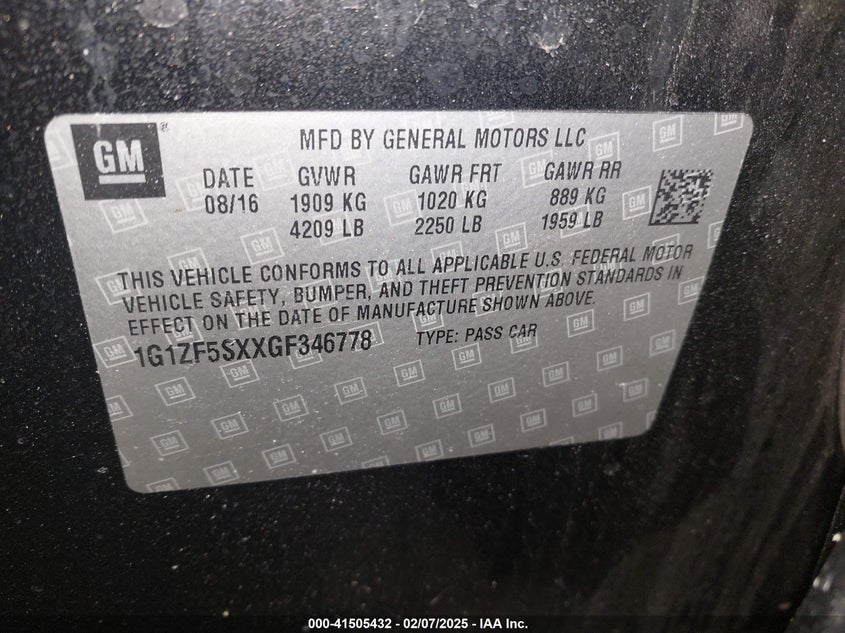 GM
MFD BY GENERAL MOTORS LLC
DATE GVWR GAWR FRT GAWR RR
08/16 1909 KG 1020 KG 889 KG
4209 LB 2250 LB 1959 LB
THIS VEHICLE CONFORMS TO ALL APPLICABLE U.S. FEDERAL MOTOR
VEHICLE SAFETY, BUMPER, AND THEFT PREVENTION STANDARDS IN
EFFECT ON THE DATE OF MANUFACTURE SHOWN ABOVE.
1G1ZF5SXXGF346778 TYPE: PASS CAR
000-41505432 - 02/07/2025 - IAA Inc.